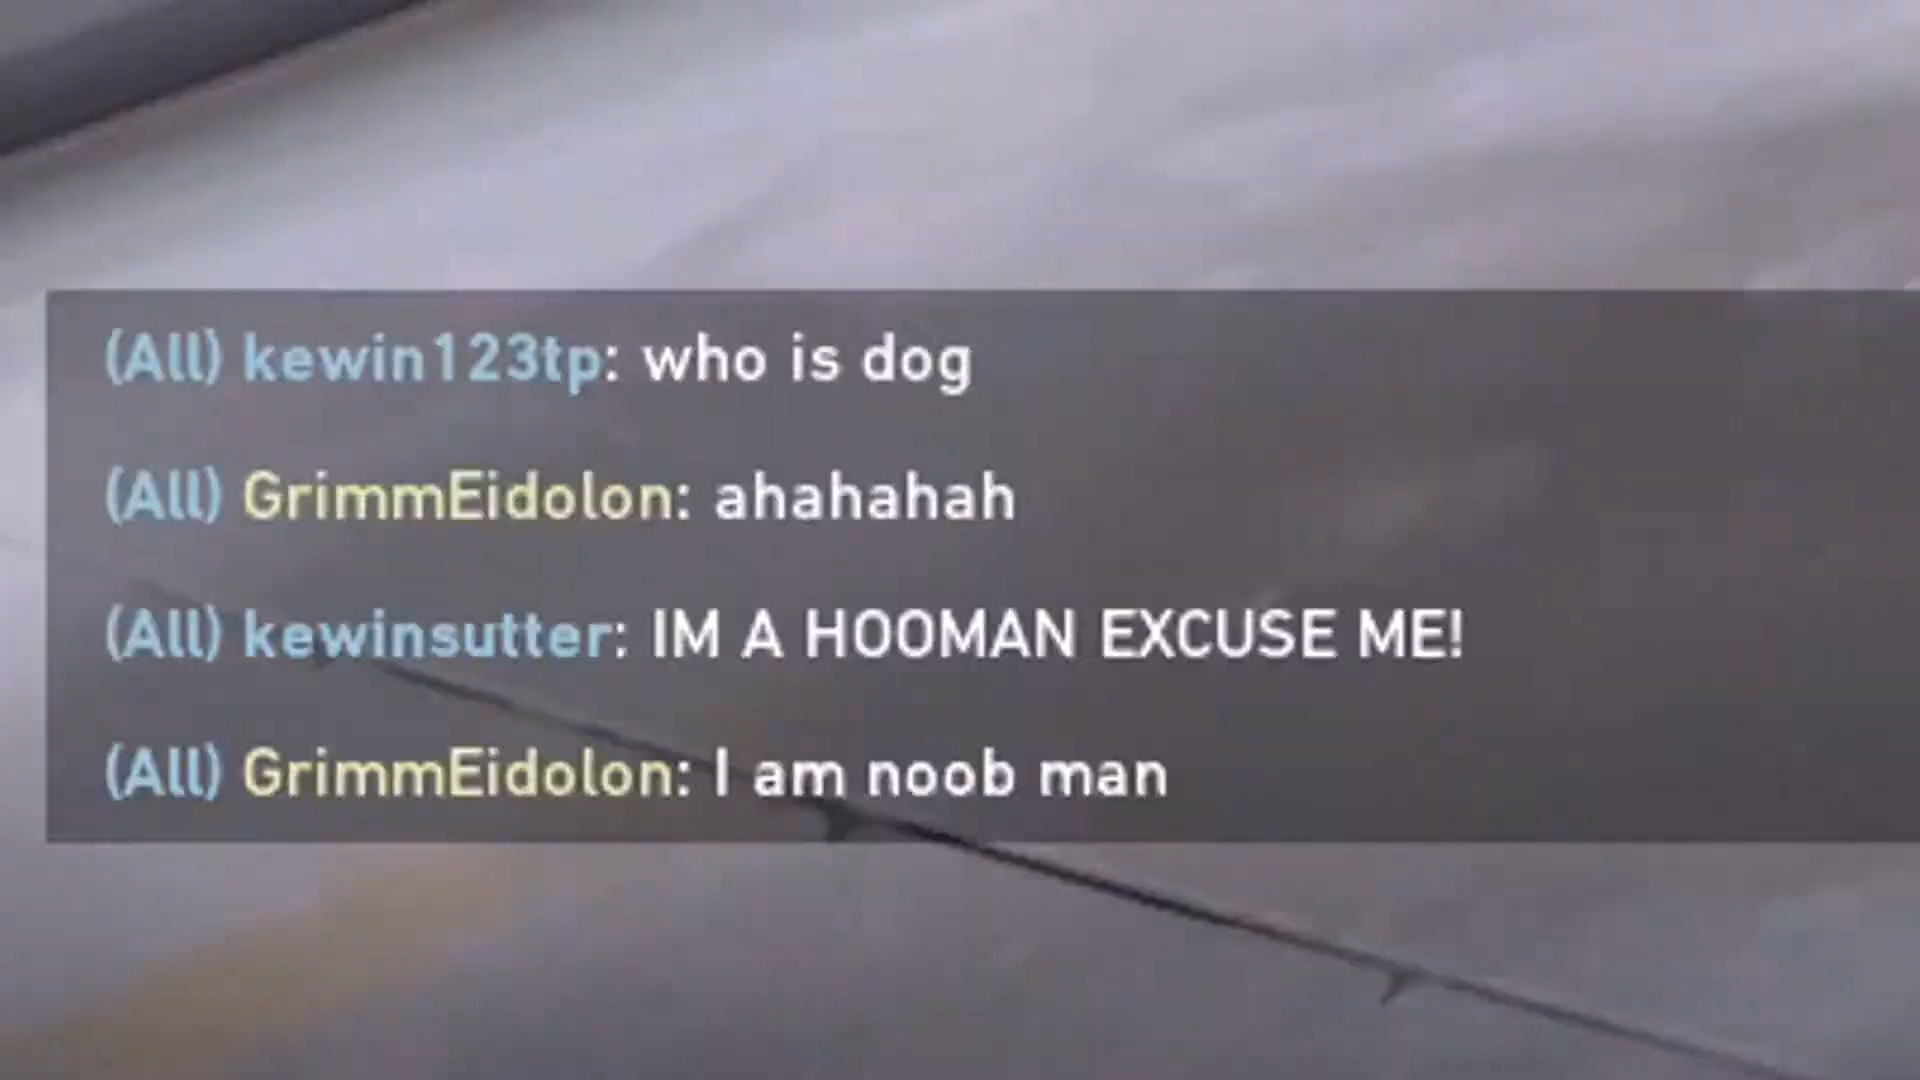 (All) kewin123tp: who is dog
(All) GrimmEidolon: ahahahah
(All) kewinsutter: IM A HOOMAN EXCUSE ME!
(All) GrimmEidolon: I am noob man